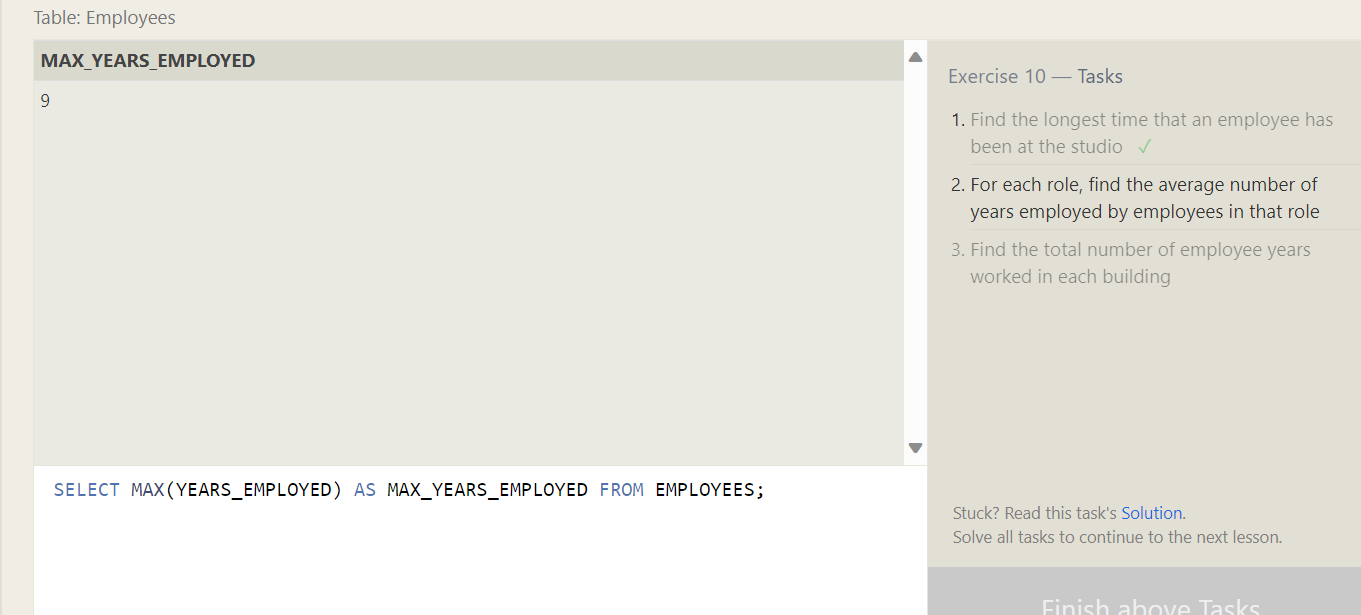 Table: Employees
MAX_YEARS_EMPLOYED
9
SELECT MAX(YEARS_EMPLOYED) AS MAX_YEARS_EMPLOYED FROM EMPLOYEES;
Exercise 10 — Tasks
1. Find the longest time that an employee has
been at the studio ✓
2. For each role, find the average number of
years employed by employees in that role
3. Find the total number of employee years
worked in each building
Stuck? Read this task's Solution.
Solve all tasks to continue to the next lesson.
Finish above Tasks